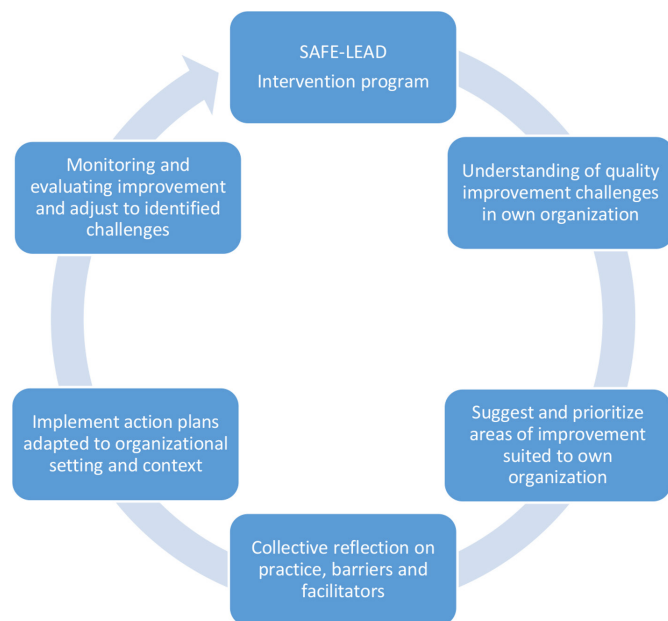 SAFE-LEAD
Intervention program
Understanding of quality
improvement challenges
in own organization
Suggest and prioritize
areas of improvement
suited to own
organization
Collective reflection on
practice, barriers and
facilitators
Implement action plans
adapted to organizational
setting and context
Monitoring and
evaluating improvement
and adjust to identified
challenges